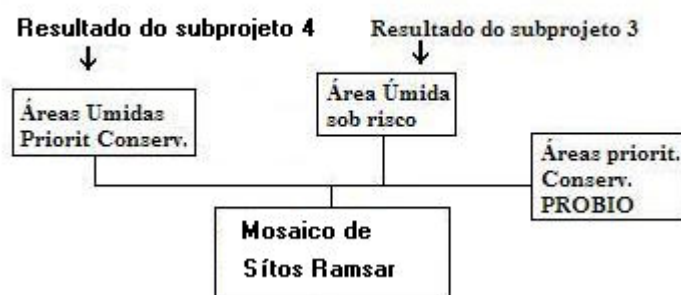 Resultado do subprojeto 4
Resultado do subprojeto 3
Áreas Umidas
Priorit Conserv.
Área Úmida
sob risco
Áreas priorit.
Conserv.
PROBIO
Mosaico de
Sítos Ramsar